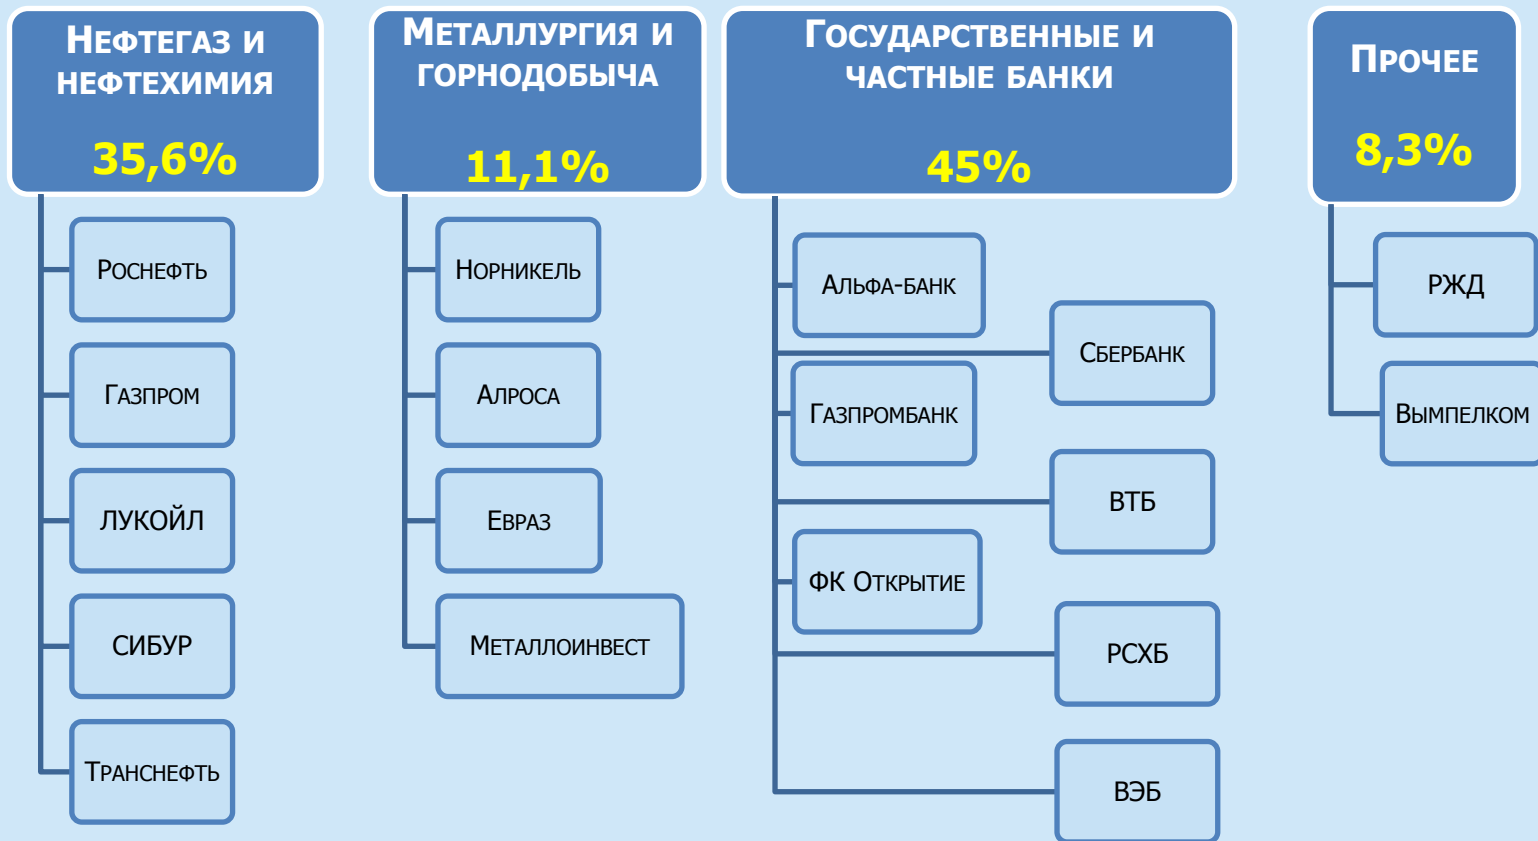 Нефтегаз и
нефтехимия
35,6%
Роснефть
Газпром
ЛУКОЙЛ
СИБУР
Транснефть
Металлургия и
горнодобыча
11,1%
Норникель
Алроса
Евраз
Металлоинвест
Государственные и
частные банки
45%
Альфа-банк
Сбербанк
Газпромбанк
ВТБ
ФК Открытие
РСХБ
ВЭБ
Прочее
8,3%
РЖД
Вымпелком